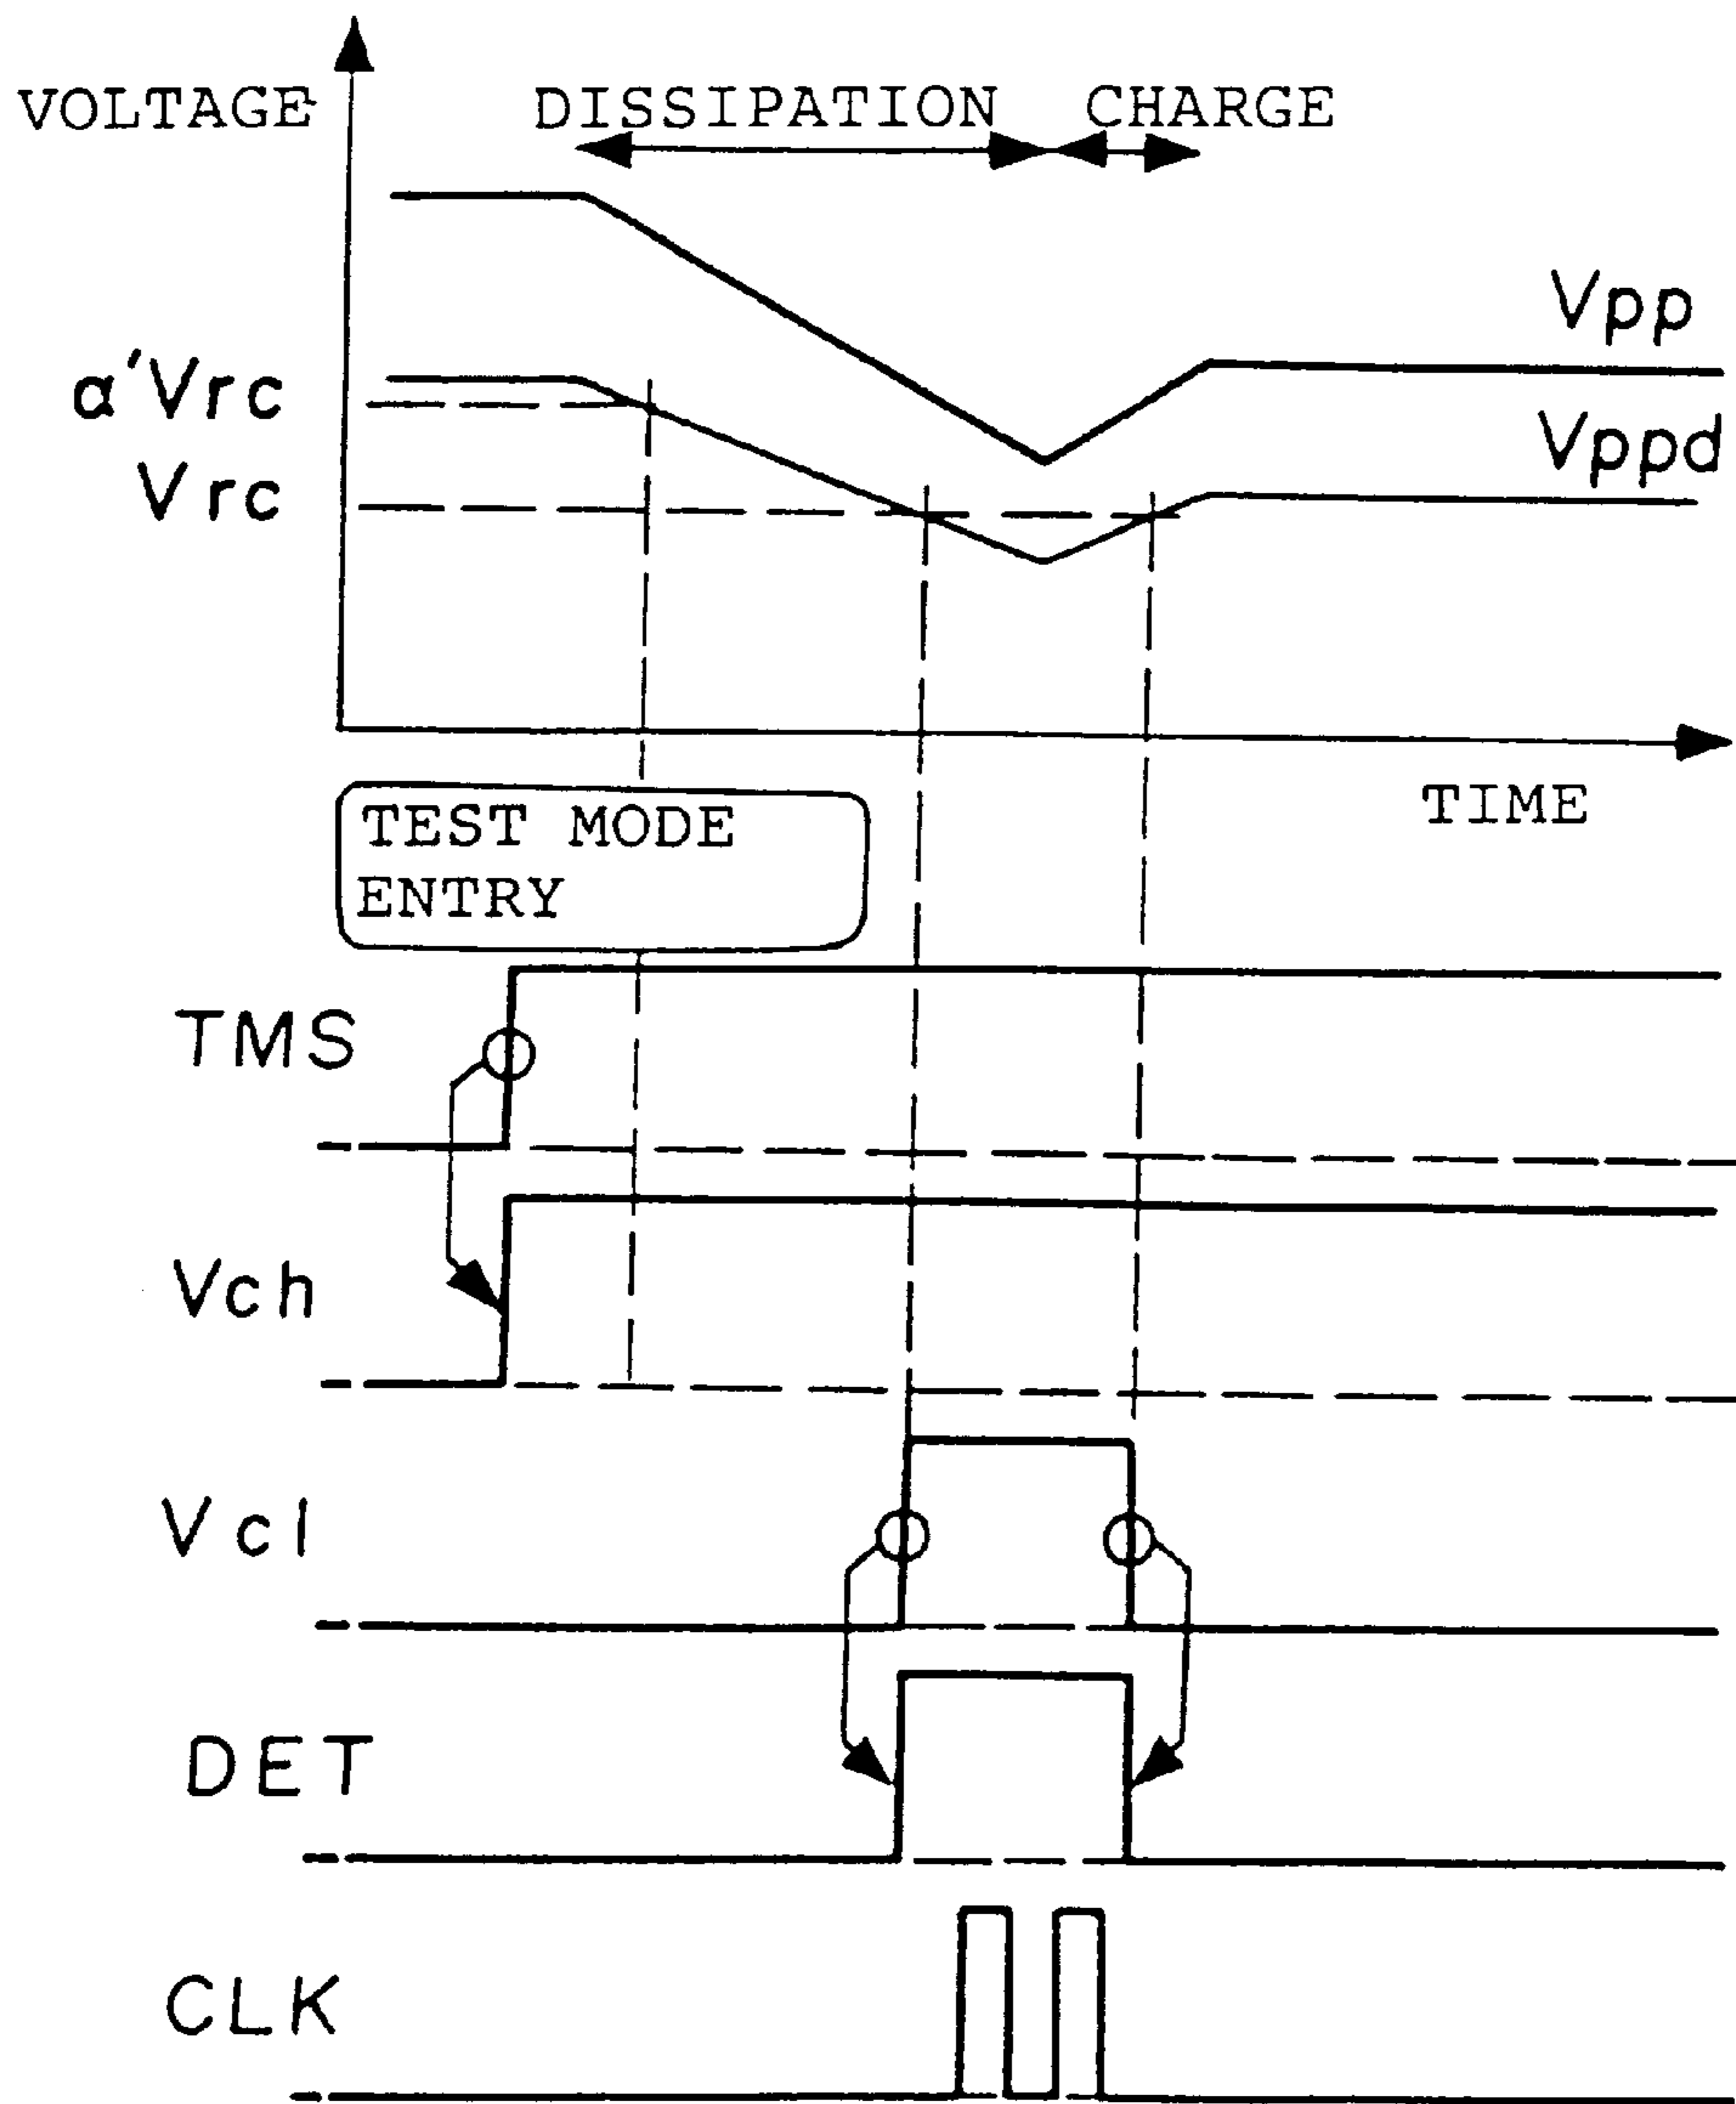 VOLTAGE
DISSIPATION CHARGE
Vpp
α'Vrc
Vppd
Vrc
TIME
TEST MODE
ENTRY
TMS
Vch
Vcl
DET
CLK